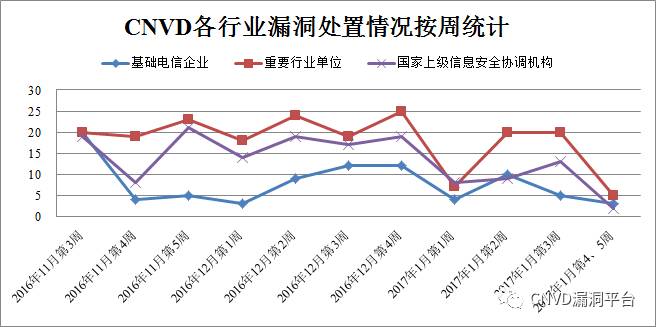 CNVD各行业漏洞处置情况按周统计
基础电信企业 重要行业单位 国家上级信息安全协调机构
30
25
20
15
10
5
0
2016年11月第3周
2016年11月第4周
2016年11月第5周
2016年12月第1周
2016年12月第2周
2016年12月第3周
2016年12月第4周
2017年1月第1周
2017年1月第2周
2017年1月第3周
2017年1月第4、5周
CNVD漏洞平台